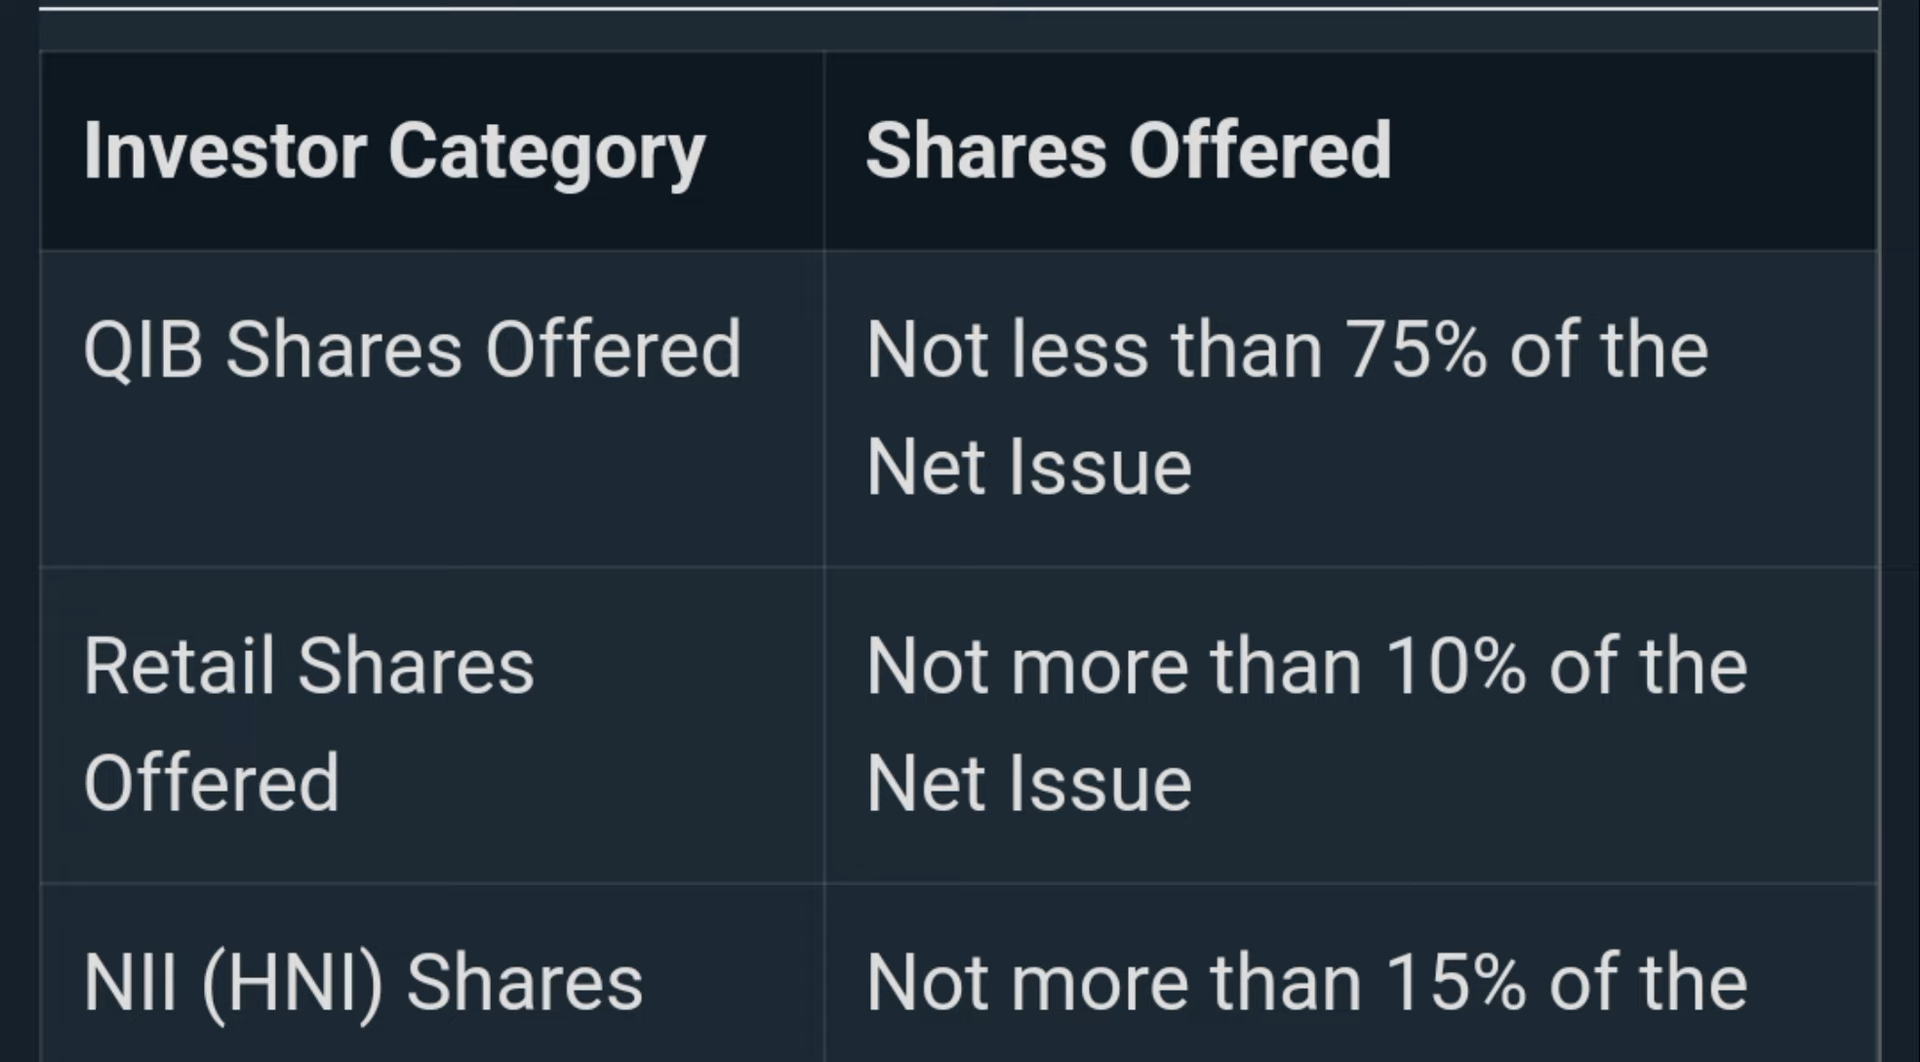 Investor Category
Shares Offered
QIB Shares Offered
Not less than 75% of the
Net Issue
Retail Shares
Offered
Not more than 10% of the
Net Issue
NII (HNI) Shares
Not more than 15% of the